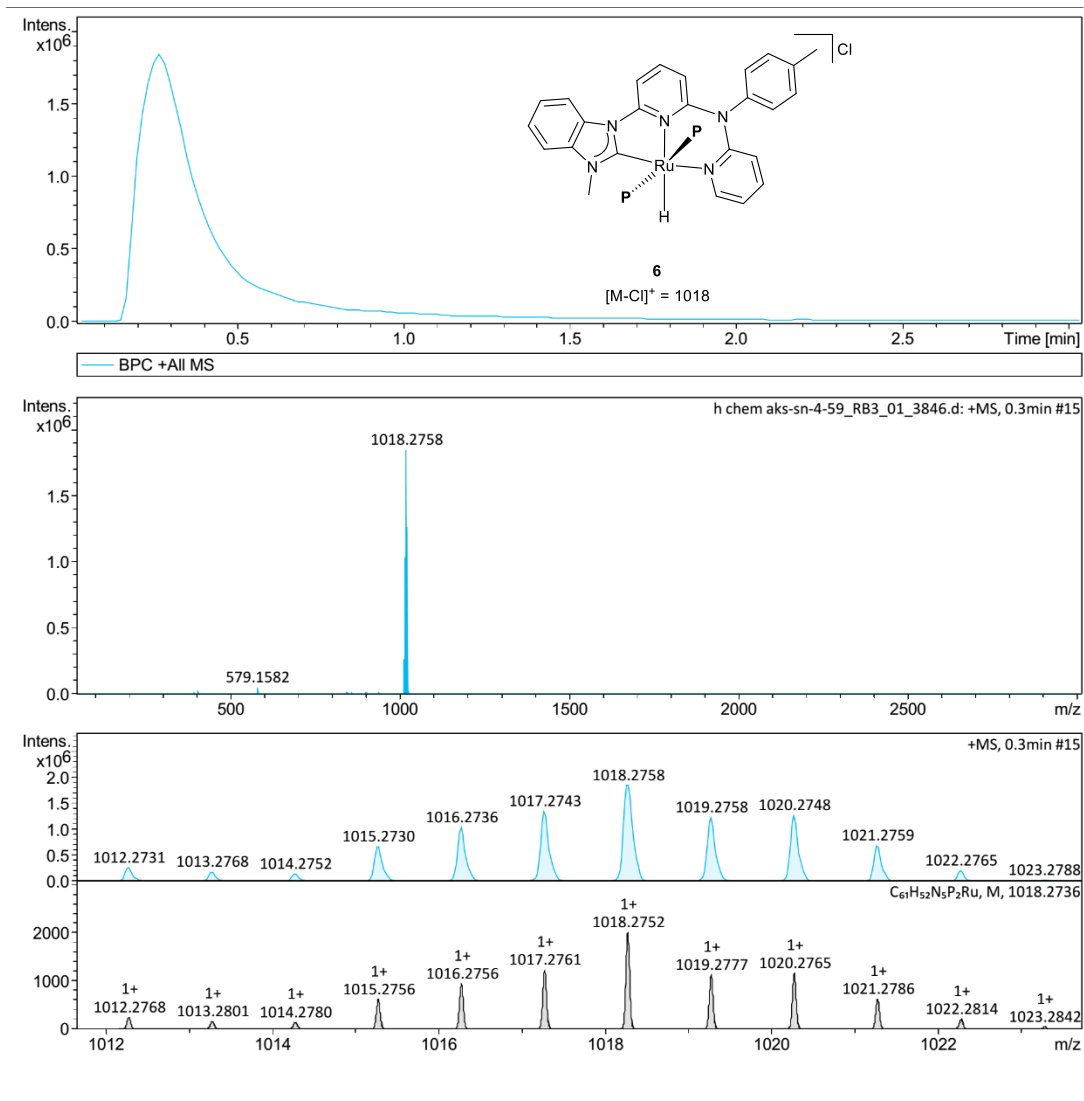 Intens.
x10⁶
1.5
1.0
0.5
0.0
0.5
1.0
1.5
2.0
2.5
Time [min]
N
N
N
N
N
Ru
P
P
H
Cl
6
[M-Cl]⁺ = 1018
BPC +All MS
Intens.
x10⁶
h chem aks-sn-4-59_RB3_01_3846.d: +MS, 0.3min #15
1018.2758
1.5
1.0
0.5
579.1582
0.0
500
1000
1500
2000
2500
m/z
Intens.
x10⁶
+MS, 0.3min #15
2.0
1.5
1.0
0.5
0.0
1012.2731
1013.2768
1014.2752
1015.2730
1016.2736
1017.2743
1018.2758
1019.2758
1020.2748
1021.2759
1022.2765
1023.2788
C₆₁H₅₂N₅P₂Ru, M, 1018.2736
2000
1000
0
1+
1012.2768
1+
1013.2801
1+
1014.2780
1+
1015.2756
1+
1016.2756
1+
1017.2761
1+
1018.2752
1+
1019.2777
1+
1020.2765
1+
1021.2786
1+
1022.2814
1+
1023.2842
1012
1014
1016
1018
1020
1022
m/z